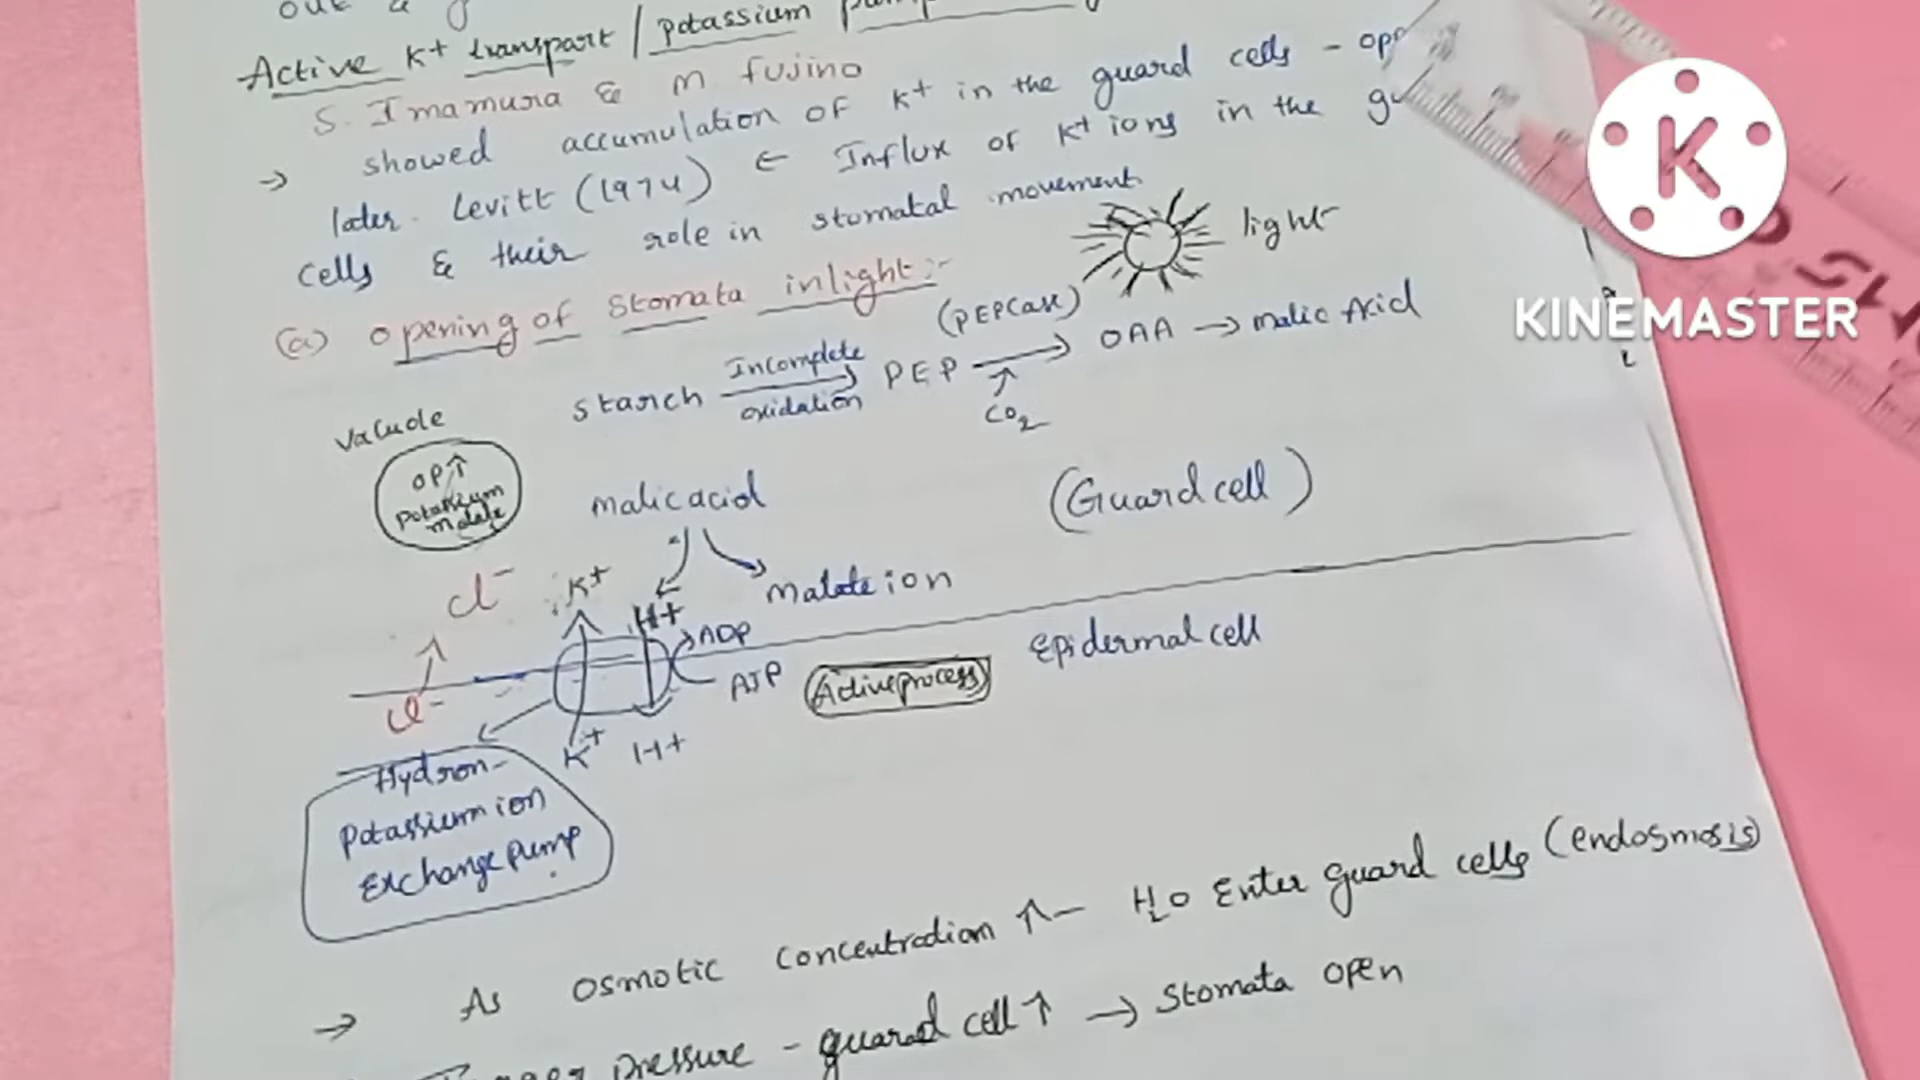 Active K+ transport / potassium
S. Imamura & M Fujino
→ showed accumulation of K+ in the guard cells -
later. Levitt (1974) ← Influx of K+ ions in the
cells & their role in stomatal movement
(a) Opening of stomata in light:-
light
(PEPCase)
starch Incomplete oxidation → PEP → OAA → Malic Acid
CO2
Vacuole
OP↑
Potassium
malate
malic acid
(Guard cell)
Cl-
K+
H+
Malate ion
ADP
ATP
Active process
Epidermal cell
Cl-
K+
H+
Hydron-
Potassium ion
Exchange pump
→ As osmotic concentration ↑ - H2O Enter guard cells (endosmosis)
pressure - guard cell ↑ → Stomata open
K
KINEMASTER